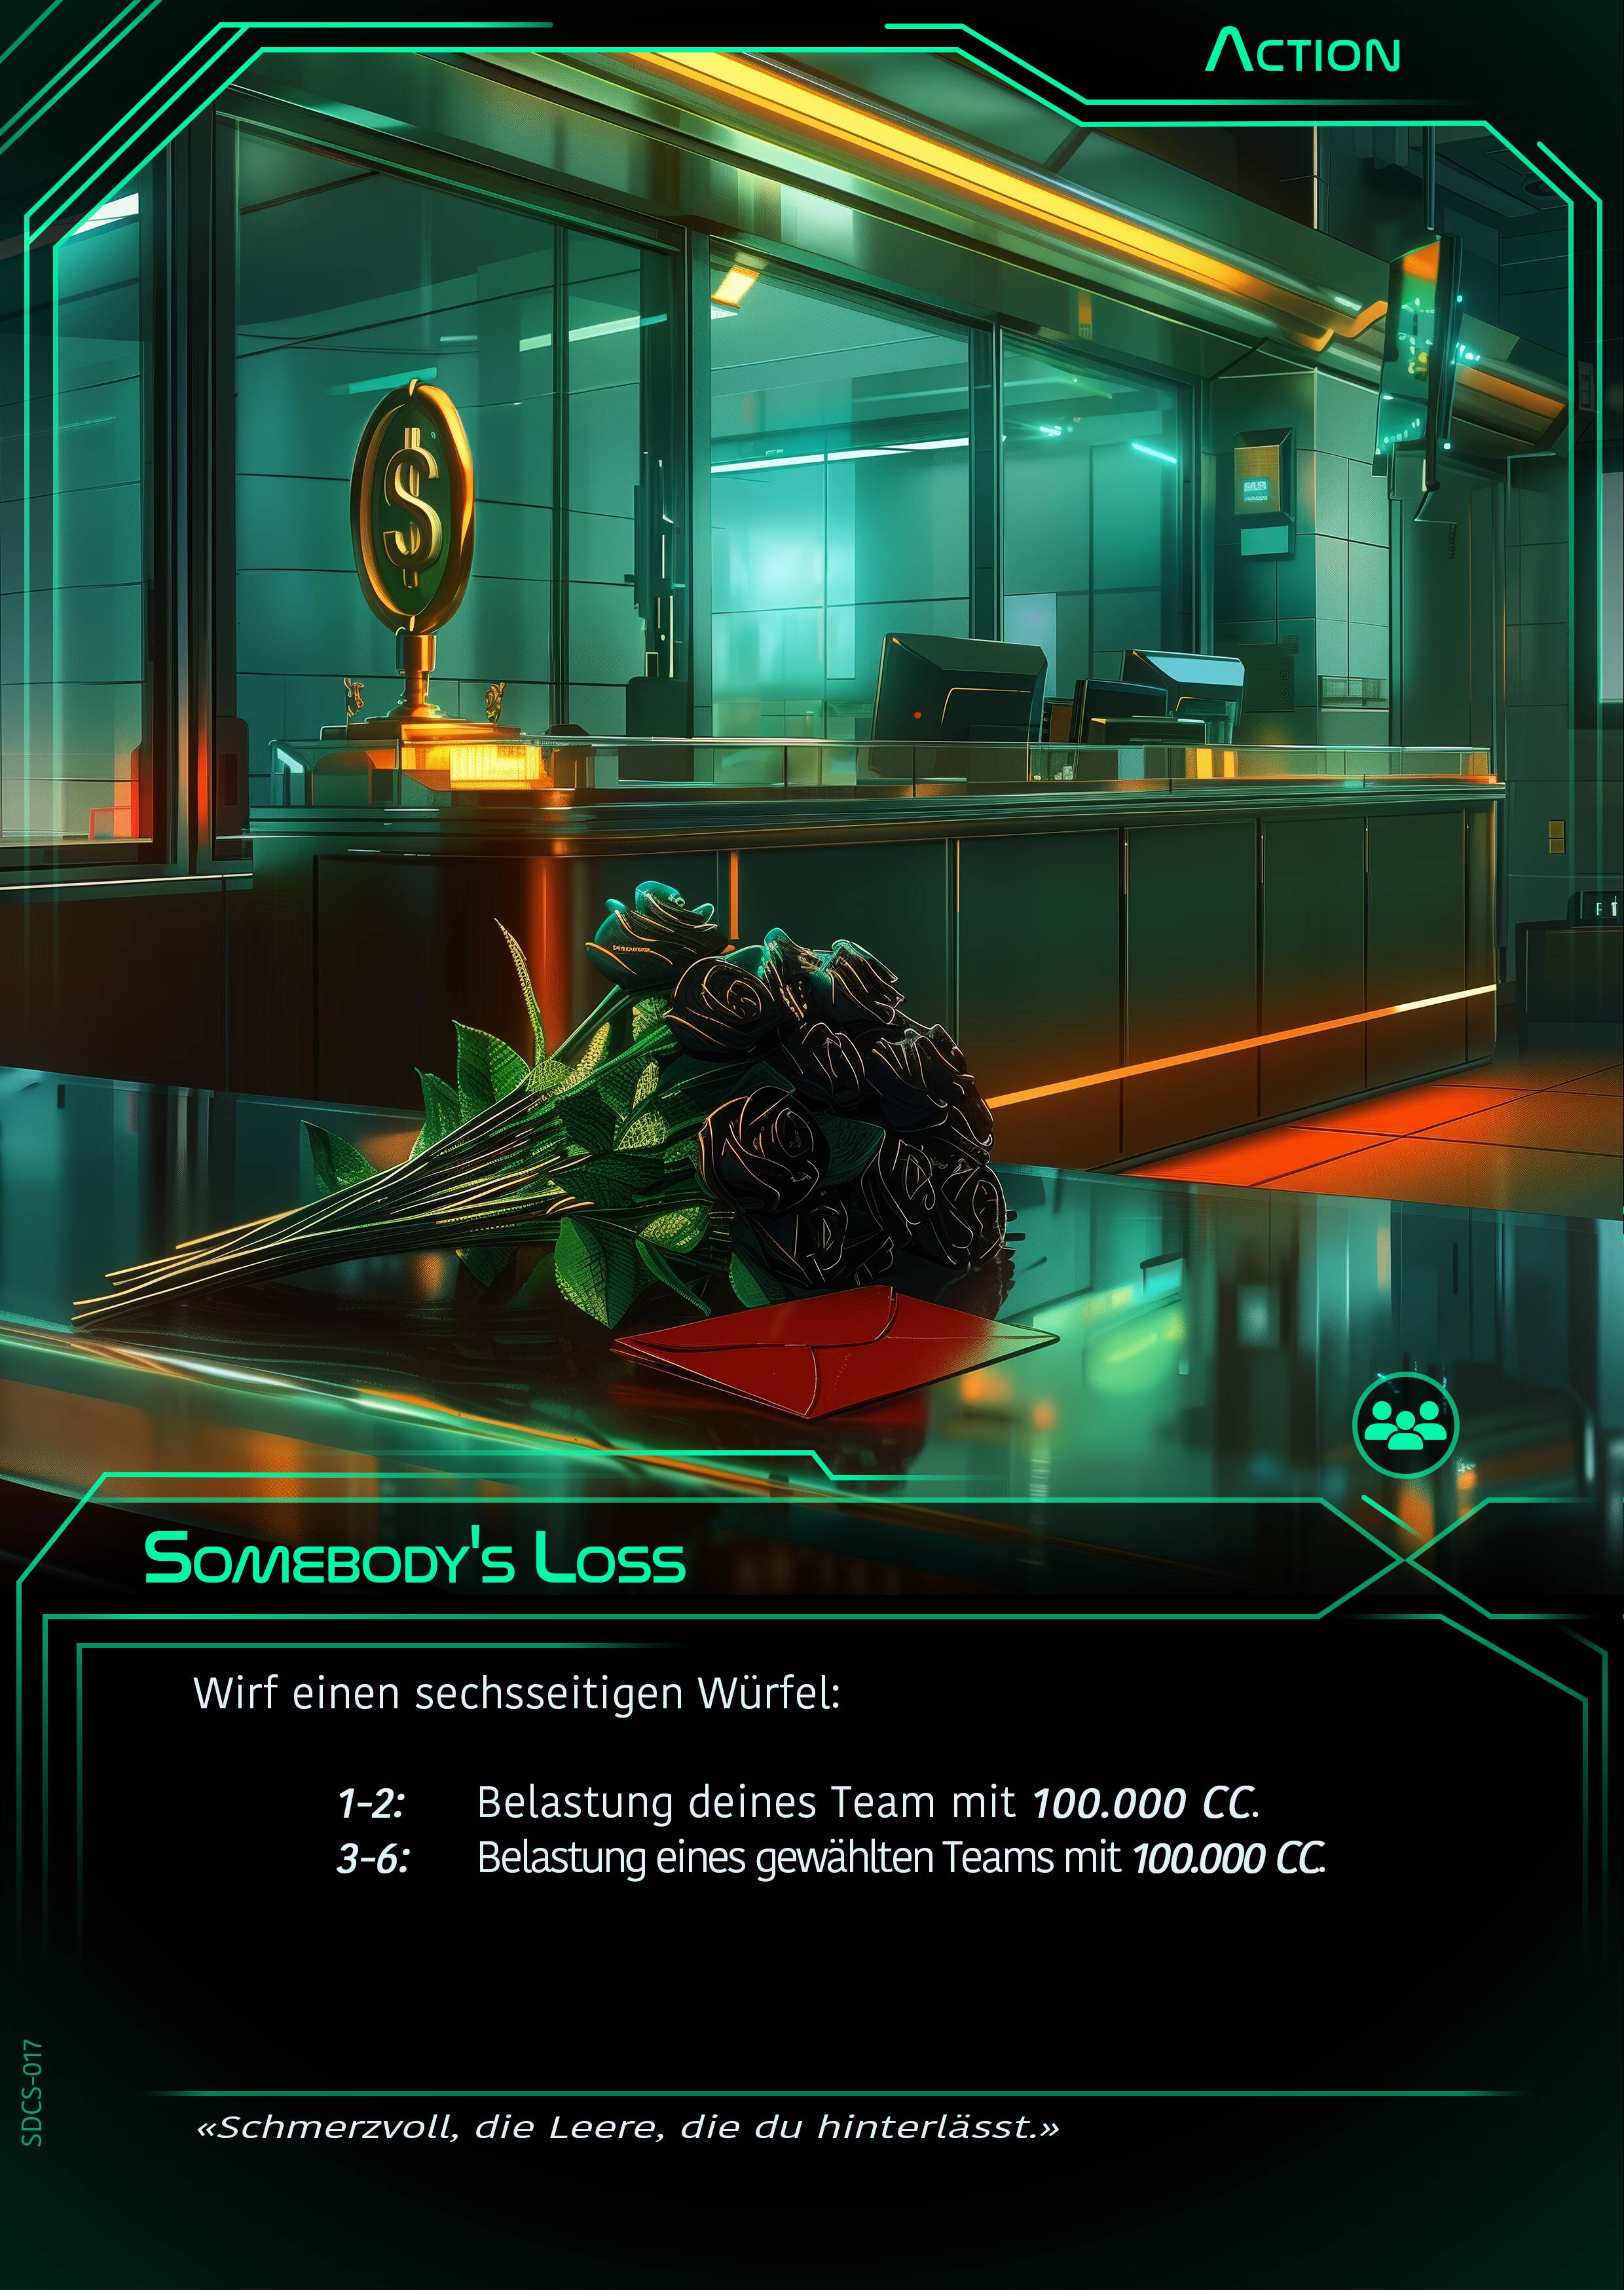 Action
$
Somebody's Loss
Wirf einen sechsseitigen Würfel:
1-2: Belastung deines Team mit 100.000 CC.
3-6: Belastung eines gewählten Teams mit 100.000 CC.
SDCS-017
«Schmerzvoll, die Leere, die du hinterlässt.»